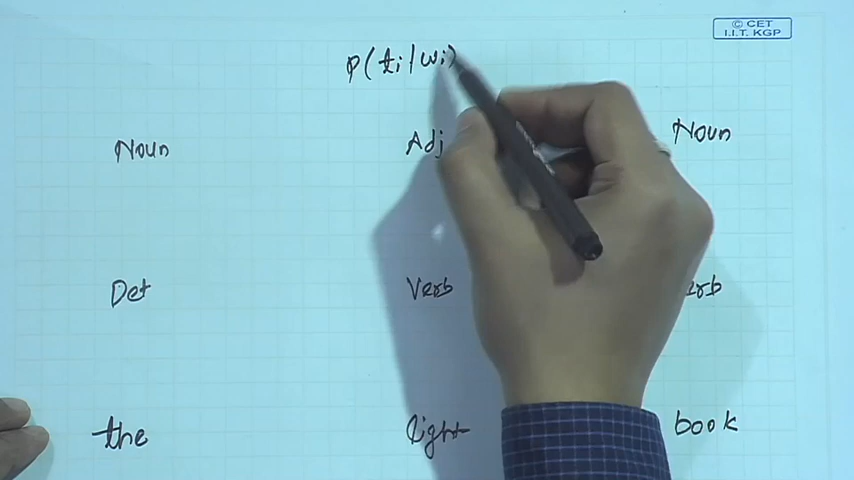 © CET
I.I.T. KGP
P(ti/wi)
Noun Adj Noun
Det Verb
the light book